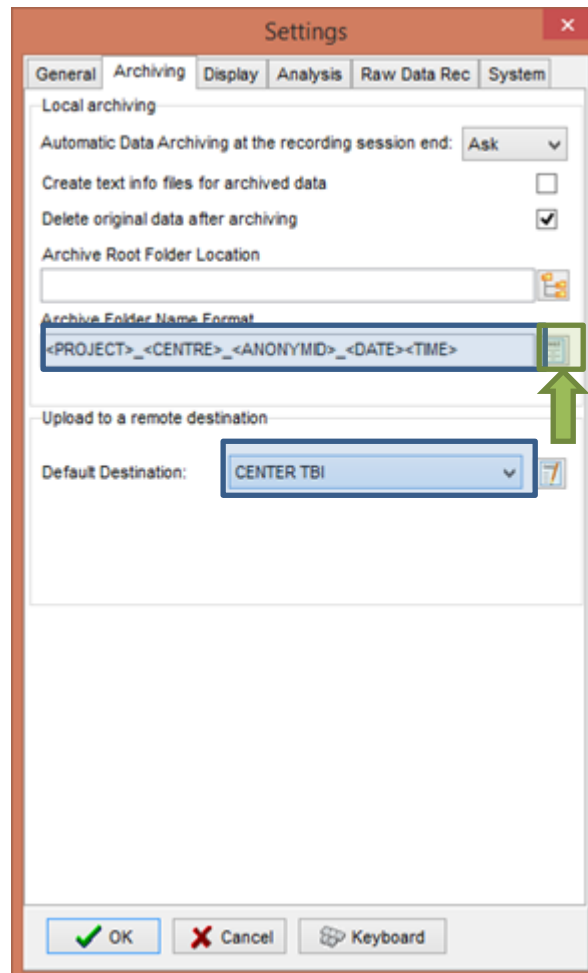 Settings
General Archiving Display Analysis Raw Data Rec System
Local archiving
Automatic Data Archiving at the recording session end: Ask
Create text info files for archived data
Delete original data after archiving
Archive Root Folder Location
Archive Folder Name Format
<PROJECT>_<CENTRE>_<ANONYMID>_<DATE><TIME>
Upload to a remote destination
Default Destination: CENTER TBI
OK Cancel Keyboard